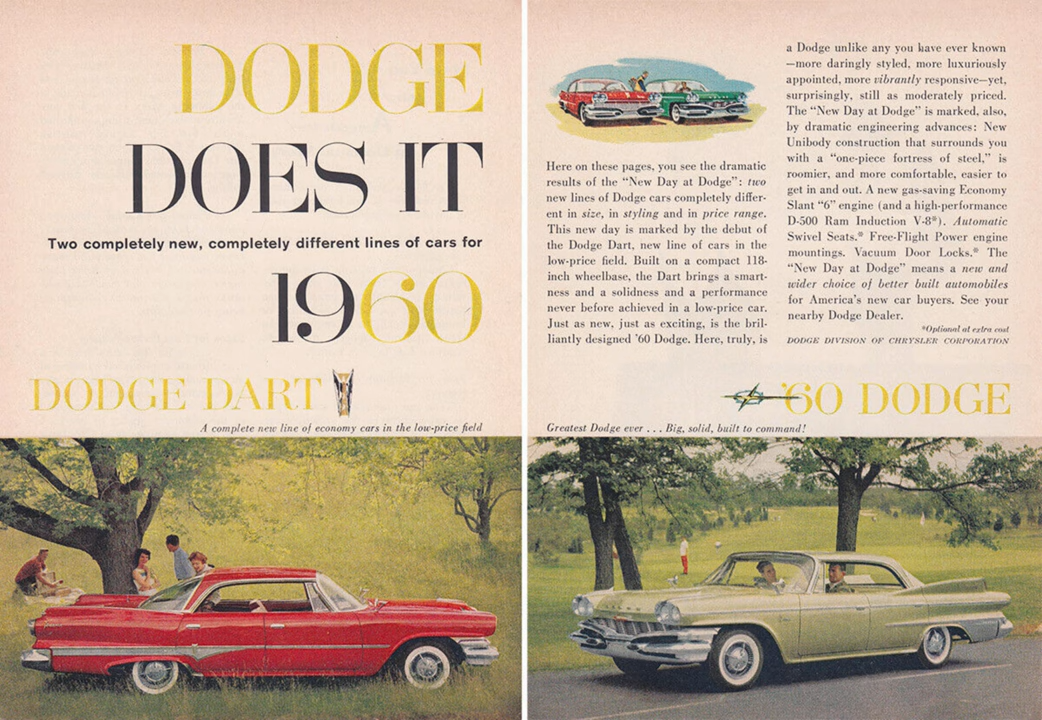 DODGE
DOES IT
Two completely new, completely different lines of cars for
1960
DODGE DART
A complete new line of economy cars in the low-price field
Here on these pages, you see the dramatic
results of the “New Day at Dodge”: two
new lines of Dodge cars completely differ-
ent in size, in styling and in price range.
This new day is marked by the debut of
the Dodge Dart, new line of cars in the
low-price field. Built on a compact 118-
inch wheelbase, the Dart brings a smart-
ness and a solidness and a performance
never before achieved in a low-price car.
Just as new, just as exciting, is the bril-
liantly designed ’60 Dodge. Here, truly, is
a Dodge unlike any you have ever known
—more daringly styled, more luxuriously
appointed, more vibrantly responsive—yet,
surprisingly, still as moderately priced.
The “New Day at Dodge” is marked, also,
by dramatic engineering advances: New
Unibody construction that surrounds you
with a “one-piece fortress of steel,” is
roomier, and more comfortable, easier to
get in and out. A new gas-saving Economy
Slant “6” engine (and a high-performance
D-500 Ram Induction V-8*). Automatic
Swivel Seats.* Free-Flight Power engine
mountings. Vacuum Door Locks.* The
“New Day at Dodge” means a new and
wider choice of better built automobiles
for America’s new car buyers. See your
nearby Dodge Dealer.
*Optional at extra cost
DODGE DIVISION OF CHRYSLER CORPORATION
’60 DODGE
Greatest Dodge ever . . . Big, solid, built to command!